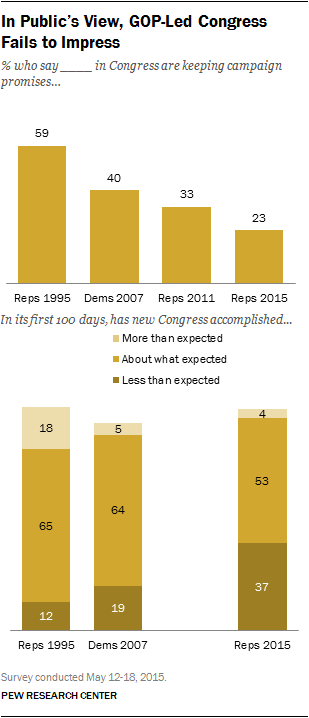 In Public's View, GOP-Led Congress
Fails to Impress
% who say ____ in Congress are keeping campaign
promises...
59
40
33
23
Reps 1995 Dems 2007 Reps 2011 Reps 2015
In its first 100 days, has new Congress accomplished...
More than expected
About what expected
Less than expected
18 5 4
65 64 53
12 19 37
Reps 1995 Dems 2007 Reps 2015
Survey conducted May 12-18, 2015.
PEW RESEARCH CENTER